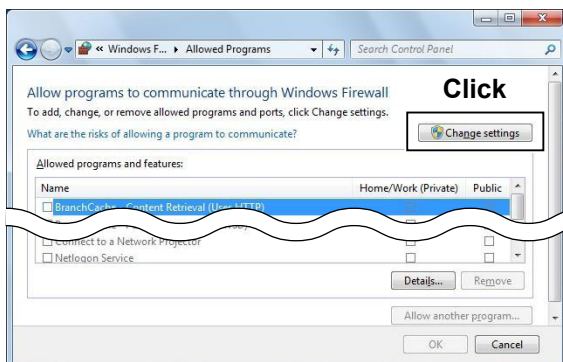 « Windows F... ▸ Allowed Programs
Search Control Panel
Allow programs to communicate through Windows Firewall
Click
To add, change, or remove allowed programs and ports, click Change settings.
What are the risks of allowing a program to communicate?
Change settings
Allowed programs and features:
Name Home/Work (Private) Public
BranchCache - Content Retrieval (Uses HTTP)
Connect to a Network Projector
Netlogon Service
Details... Remove
Allow another program...
OK Cancel